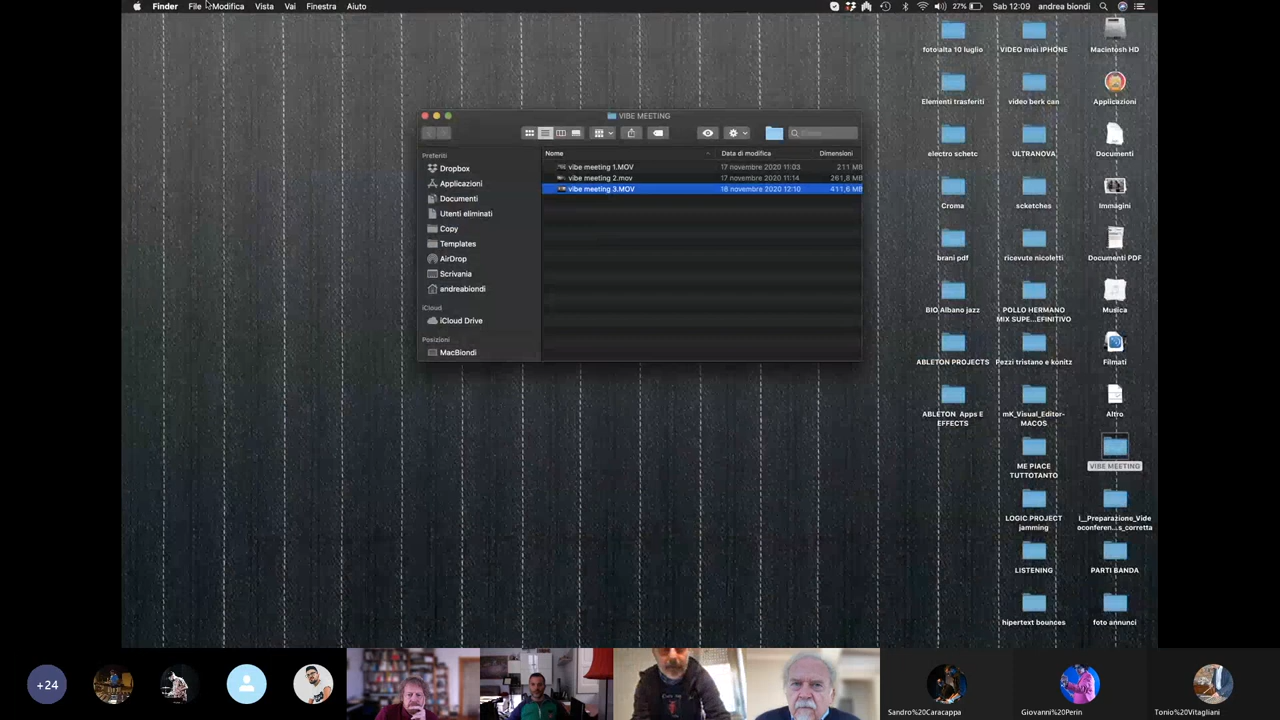 Finder File Modifica Vista Vai Finestra Aiuto
27% Sab 12:09 andrea biondi
VIBE MEETING
Preferiti
Dropbox
Applicazioni
Documenti
Utenti eliminati
Copy
Templates
AirDrop
Scrivania
andreabiondi
iCloud
iCloud Drive
Posizioni
MacBiondi
Nome Data di modifica Dimensioni
vibe meeting 1.MOV 17 novembre 2020 11:03 211 MB
vibe meeting 2.mov 17 novembre 2020 11:14 261,8 MB
vibe meeting 3.MOV 18 novembre 2020 12:10 411,6 MB
foto alta 10 luglio VIDEO miei IPHONE Macintosh HD
Elementi trasferiti video berk can Applicazioni
electro schetc ULTRANOVA Documenti
Croma scketches Immagini
brani pdf ricevute nicoletti Documenti PDF
BIO Albano jazz POLLO HERMANO Musica
MIX SUPE...EFINITIVO
ABLETON PROJECTS Pezzi tristano e konitz Filmati
ABLETON Apps E mK_Visual_Editor- Altro
EFFECTS MACOS
ME PIACE VIBE MEETING
TUTTOTANTO
LOGIC PROJECT I__Preparazione_Vide
jamming oconferen...s_corretta
LISTENING PARTI BANDA
hipertext bounces foto annunci
+24
Sandro%20Caracappa Giovanni%20Perin Tonio%20Vitagliani